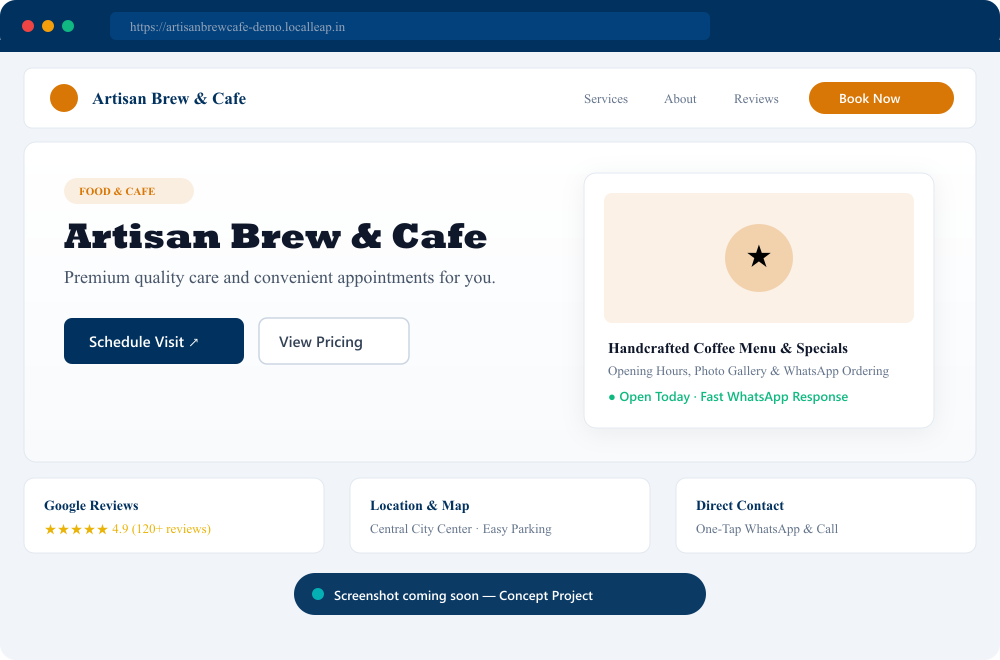 https://artisanbrewcafe-demo.localleap.in
Artisan Brew & Cafe
Services
About
Reviews
Book Now
FOOD & CAFE
Artisan Brew & Cafe
Premium quality care and convenient appointments for you.
Schedule Visit ↗
View Pricing
★
Handcrafted Coffee Menu & Specials
Opening Hours, Photo Gallery & WhatsApp Ordering
● Open Today · Fast WhatsApp Response
Google Reviews
★★★★★ 4.9 (120+ reviews)
Location & Map
Central City Center · Easy Parking
Direct Contact
One-Tap WhatsApp & Call
Screenshot coming soon — Concept Project